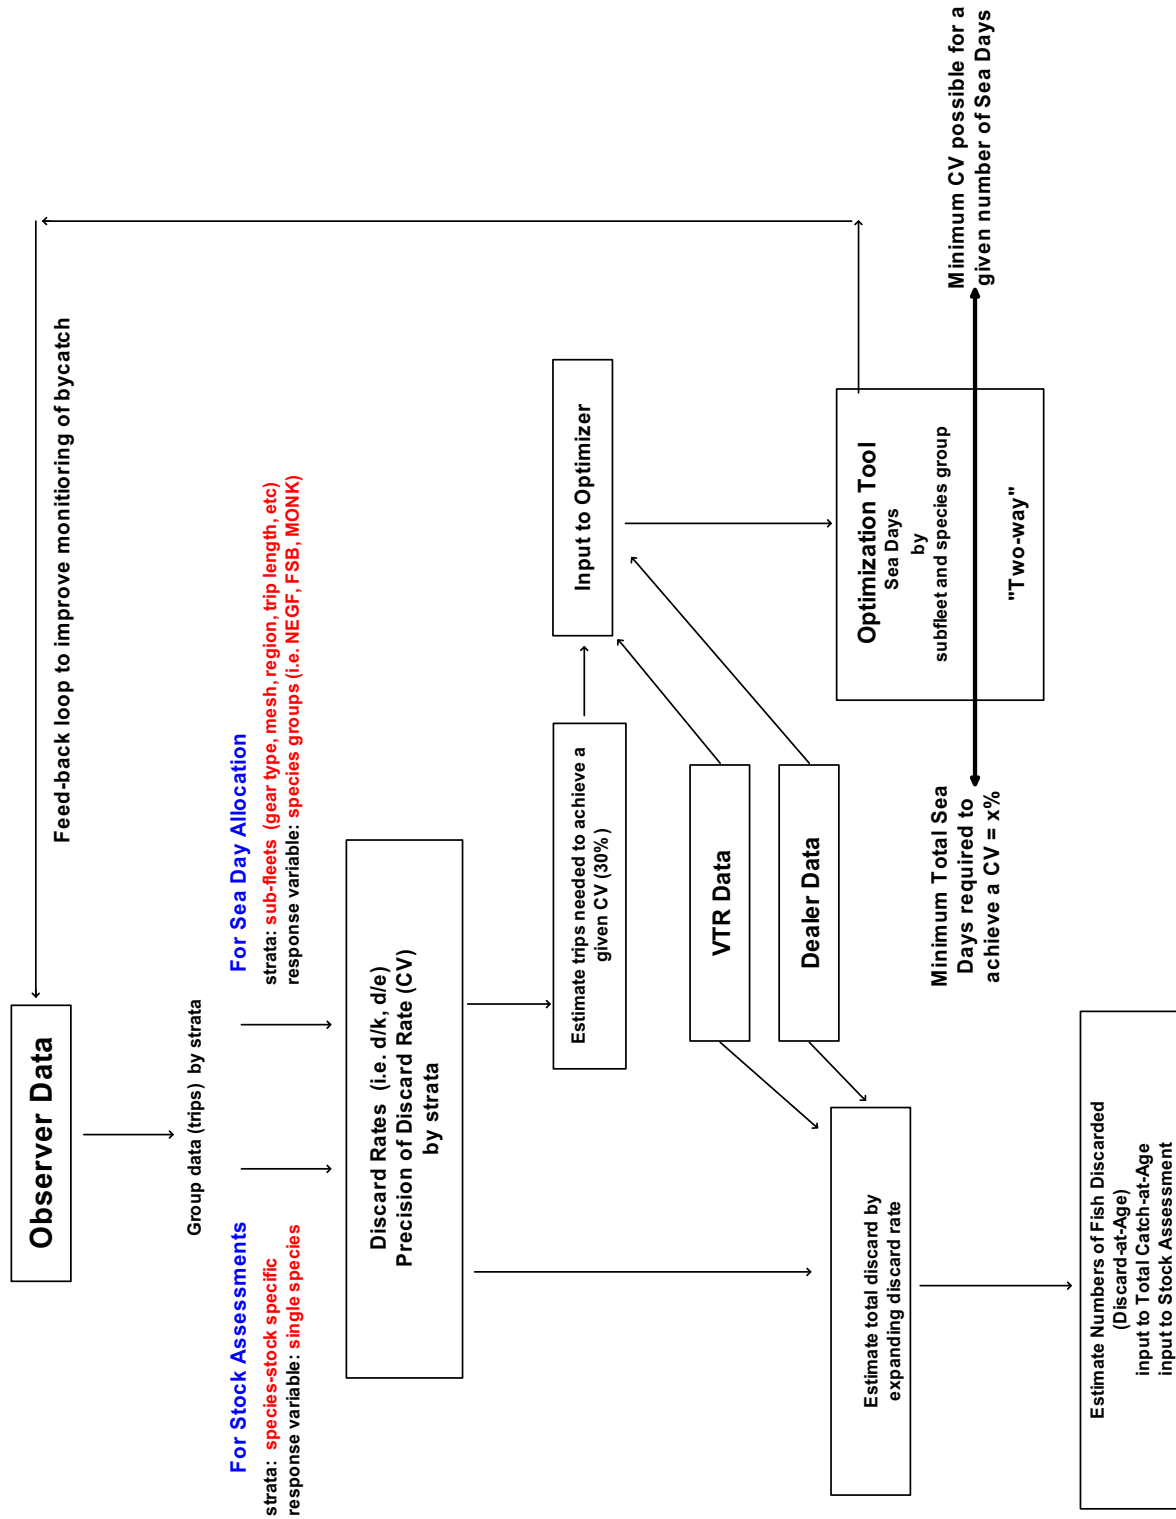 Observer Data
Feed-back loop to improve monitoring of bycatch
Group data (trips) by strata
For Stock Assessments
strata: species-stock specific
response variable: single species
For Sea Day Allocation
strata: sub-fleets (gear type, mesh, region, trip length, etc)
response variable: species groups (i.e. NEGF, FSB, MONK)
Discard Rates (i.e. d/k, d/e)
Precision of Discard Rate (CV)
by strata
Estimate trips needed to achieve a
given CV (30%)
Input to Optimizer
VTR Data
Dealer Data
Estimate total discard by
expanding discard rate
Optimization Tool
Sea Days
by
subfleet and species group
"Two-way"
Minimum Total Sea
Days required to
achieve a CV = x%
Minimum CV possible for a
given number of Sea Days
Estimate Numbers of Fish Discarded
(Discard-at-Age)
input to Total Catch-at-Age
input to Stock Assessment